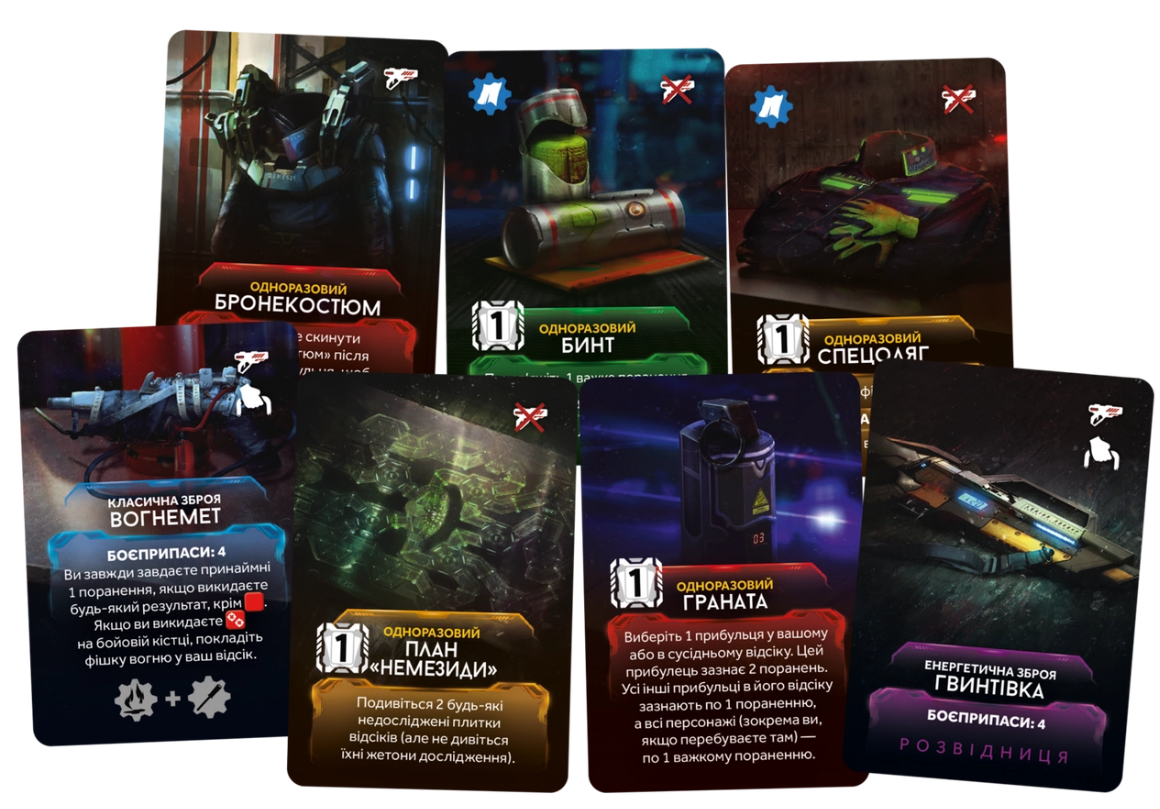 ОДНОРАЗОВИЙ
БРОНЕКОСТЮМ
скинути
після
1
ОДНОРАЗОВИЙ
БИНТ
1 важке поранення
1
ОДНОРАЗОВИЙ
СПЕЦОДЯГ
КЛАСИЧНА ЗБРОЯ
ВОГНЕМЕТ
БОЄПРИПАСИ: 4
Ви завжди завдаєте принаймні
1 поранення, якщо викидаєте
будь-який результат, крім .
Якщо ви викидаєте
на бойовій кістці, покладіть
фішку вогню у ваш відсік.
+
1
ОДНОРАЗОВИЙ
ПЛАН
«НЕМЕЗИДИ»
Подивіться 2 будь-які
недосліджені плитки
відсіків (але не дивіться
їхні жетони дослідження).
03
1
ОДНОРАЗОВИЙ
ГРАНАТА
Виберіть 1 прибульця у вашому
або в сусідньому відсіку. Цей
прибулець зазнає 2 поранень.
Усі інші прибульці в його відсіку
зазнають по 1 пораненню,
а всі персонажі (зокрема ви,
якщо перебуваєте там) —
по 1 важкому пораненню.
ЕНЕРГЕТИЧНА ЗБРОЯ
ГВИНТІВКА
БОЄПРИПАСИ: 4
РОЗВІДНИЦЯ